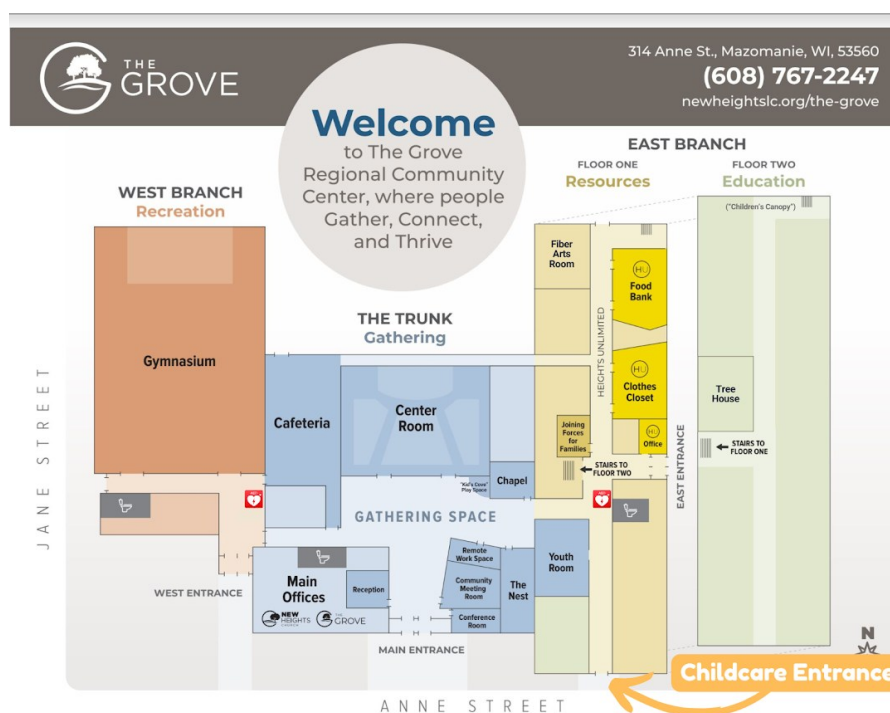 THE
GROVE
314 Anne St., Mazomanie, WI, 53560
(608) 767-2247
newheightslc.org/the-grove
Welcome
to The Grove
Regional Community
Center, where people
Gather, Connect,
and Thrive
WEST BRANCH
Recreation
THE TRUNK
Gathering
EAST BRANCH
FLOOR ONE
Resources
FLOOR TWO
Education
("Children's Canopy")
Gymnasium
Cafeteria
Center
Room
"Kid's Cove"
Play Space
Chapel
GATHERING SPACE
Fiber
Arts
Room
HEIGHTS UNLIMITED
HU
Food
Bank
HU
Clothes
Closet
HU
Office
Joining
Forces
for
Families
STAIRS TO
FLOOR TWO
EAST ENTRANCE
Tree
House
STAIRS TO
FLOOR ONE
JANE STREET
WEST ENTRANCE
Main
Offices
NEW
HEIGHTS
THE
GROVE
Reception
Remote
Work Space
Community
Meeting
Room
Conference
Room
The
Nest
Youth
Room
MAIN ENTRANCE
N
Childcare Entrance
ANNE STREET